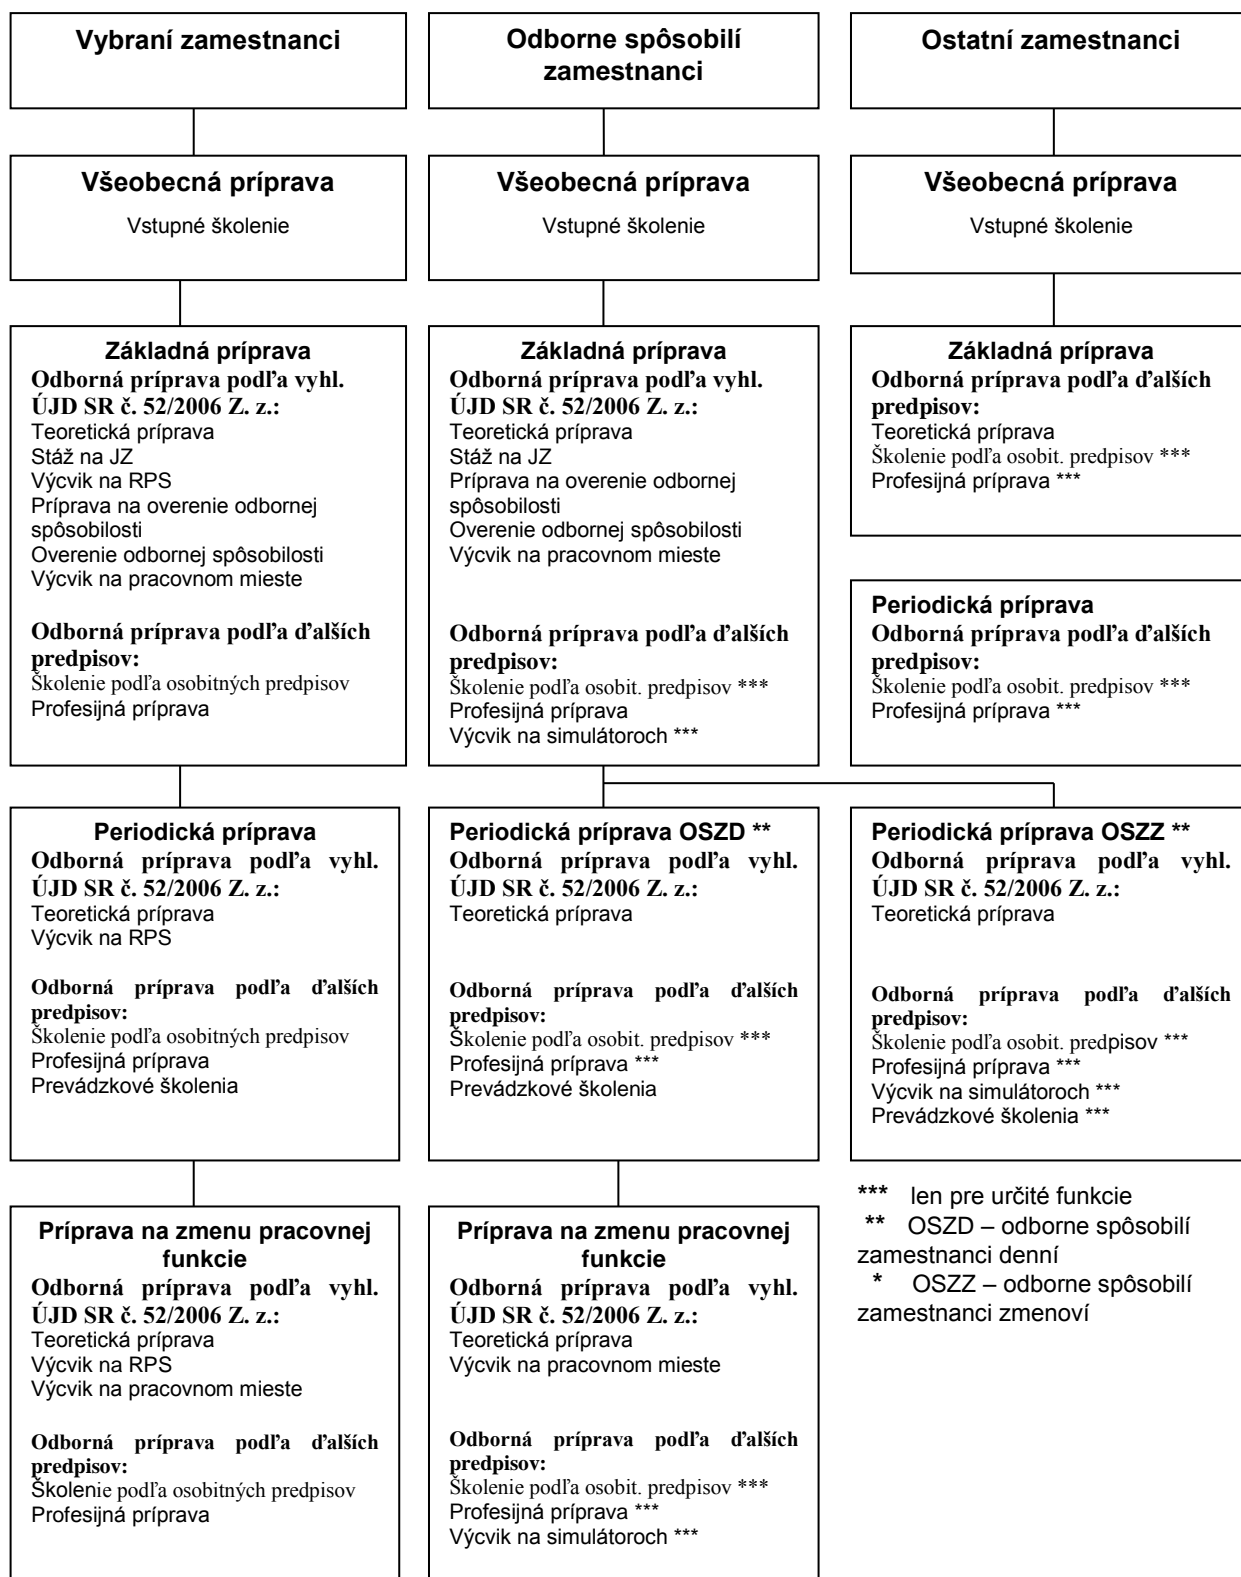 Vybraní zamestnanci
Odborne spôsobilí
zamestnanci
Ostatní zamestnanci
Všeobecná príprava
Vstupné školenie
Všeobecná príprava
Vstupné školenie
Všeobecná príprava
Vstupné školenie
Základná príprava
Odborná príprava podľa vyhl.
ÚJD SR č. 52/2006 Z. z.:
Teoretická príprava
Stáž na JZ
Výcvik na RPS
Príprava na overenie odbornej
spôsobilosti
Overenie odbornej spôsobilosti
Výcvik na pracovnom mieste
Odborná príprava podľa ďalších
predpisov:
Školenie podľa osobitných predpisov
Profesijná príprava
Základná príprava
Odborná príprava podľa vyhl.
ÚJD SR č. 52/2006 Z. z.:
Teoretická príprava
Stáž na JZ
Príprava na overenie odbornej
spôsobilosti
Overenie odbornej spôsobilosti
Výcvik na pracovnom mieste
Odborná príprava podľa ďalších
predpisov:
Školenie podľa osobit. predpisov ***
Profesijná príprava
Výcvik na simulátoroch ***
Základná príprava
Odborná príprava podľa ďalších
predpisov:
Teoretická príprava
Školenie podľa osobit. predpisov ***
Profesijná príprava ***
Periodická príprava
Odborná príprava podľa ďalších
predpisov:
Školenie podľa osobit. predpisov ***
Profesijná príprava ***
Periodická príprava
Odborná príprava podľa vyhl.
ÚJD SR č. 52/2006 Z. z.:
Teoretická príprava
Výcvik na RPS
Odborná príprava podľa ďalších
predpisov:
Školenie podľa osobitných predpisov
Profesijná príprava
Prevádzkové školenia
Periodická príprava OSZD **
Odborná príprava podľa vyhl.
ÚJD SR č. 52/2006 Z. z.:
Teoretická príprava
Odborná príprava podľa ďalších
predpisov:
Školenie podľa osobit. predpisov ***
Profesijná príprava ***
Prevádzkové školenia
Periodická príprava OSZZ **
Odborná príprava podľa vyhl.
ÚJD SR č. 52/2006 Z. z.:
Teoretická príprava
Odborná príprava podľa ďalších
predpisov:
Školenie podľa osobit. predpisov ***
Profesijná príprava ***
Výcvik na simulátoroch ***
Prevádzkové školenia ***
Príprava na zmenu pracovnej
funkcie
Odborná príprava podľa vyhl.
ÚJD SR č. 52/2006 Z. z.:
Teoretická príprava
Výcvik na RPS
Výcvik na pracovnom mieste
Odborná príprava podľa ďalších
predpisov:
Školenie podľa osobitných predpisov
Profesijná príprava
Príprava na zmenu pracovnej
funkcie
Odborná príprava podľa vyhl.
ÚJD SR č. 52/2006 Z. z.:
Teoretická príprava
Výcvik na pracovnom mieste
Odborná príprava podľa ďalších
predpisov:
Školenie podľa osobit. predpisov ***
Profesijná príprava ***
Výcvik na simulátoroch ***
*** len pre určité funkcie
** OSZD – odborne spôsobilí
zamestnanci denní
* OSZZ – odborne spôsobilí
zamestnanci zmenoví